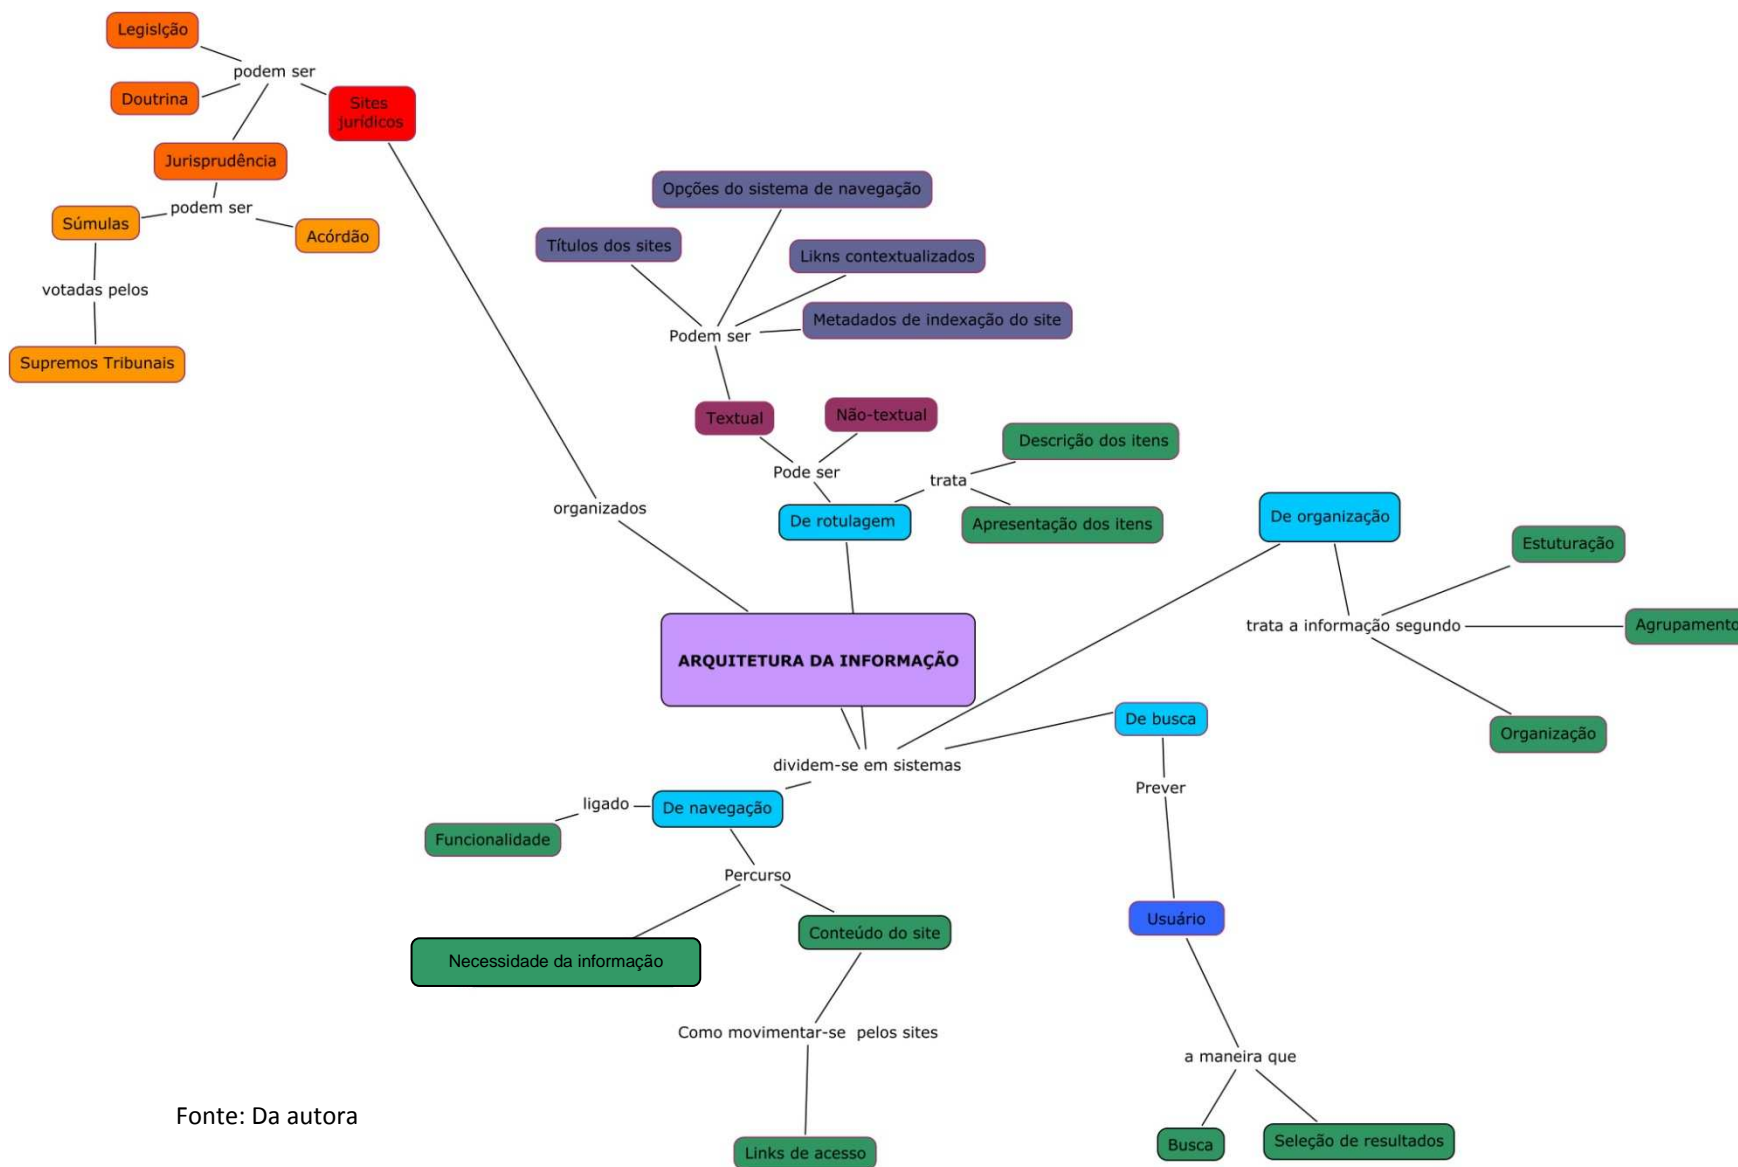 Legislção
podem ser
Doutrina
Sites
jurídicos
Jurisprudência
podem ser
Súmulas
Acórdão
votadas pelos
Supremos Tribunais
organizados
Opções do sistema de navegação
Títulos dos sites
Likns contextualizados
Metadados de indexação do site
Podem ser
Textual
Não-textual
Pode ser
Descrição dos itens
trata
De rotulagem
Apresentação dos itens
De organização
Estuturação
trata a informação segundo
Agrupamento
Organização
ARQUITETURA DA INFORMAÇÃO
De busca
dividem-se em sistemas
Prever
ligado
De navegação
Funcionalidade
Percurso
Usuário
Conteúdo do site
Necessidade da informação
Como movimentar-se  pelos sites
a maneira que
Fonte: Da autora
Links de acesso
Busca
Seleção de resultados